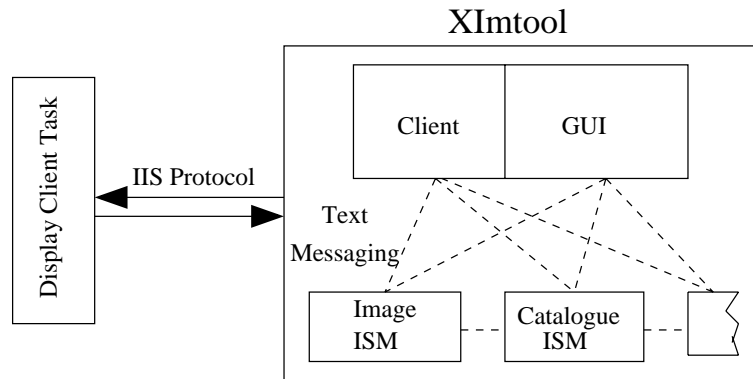 XImtool
Display Client Task
Client
GUI
IIS Protocol
Text
Messaging
Image
ISM
Catalogue
ISM